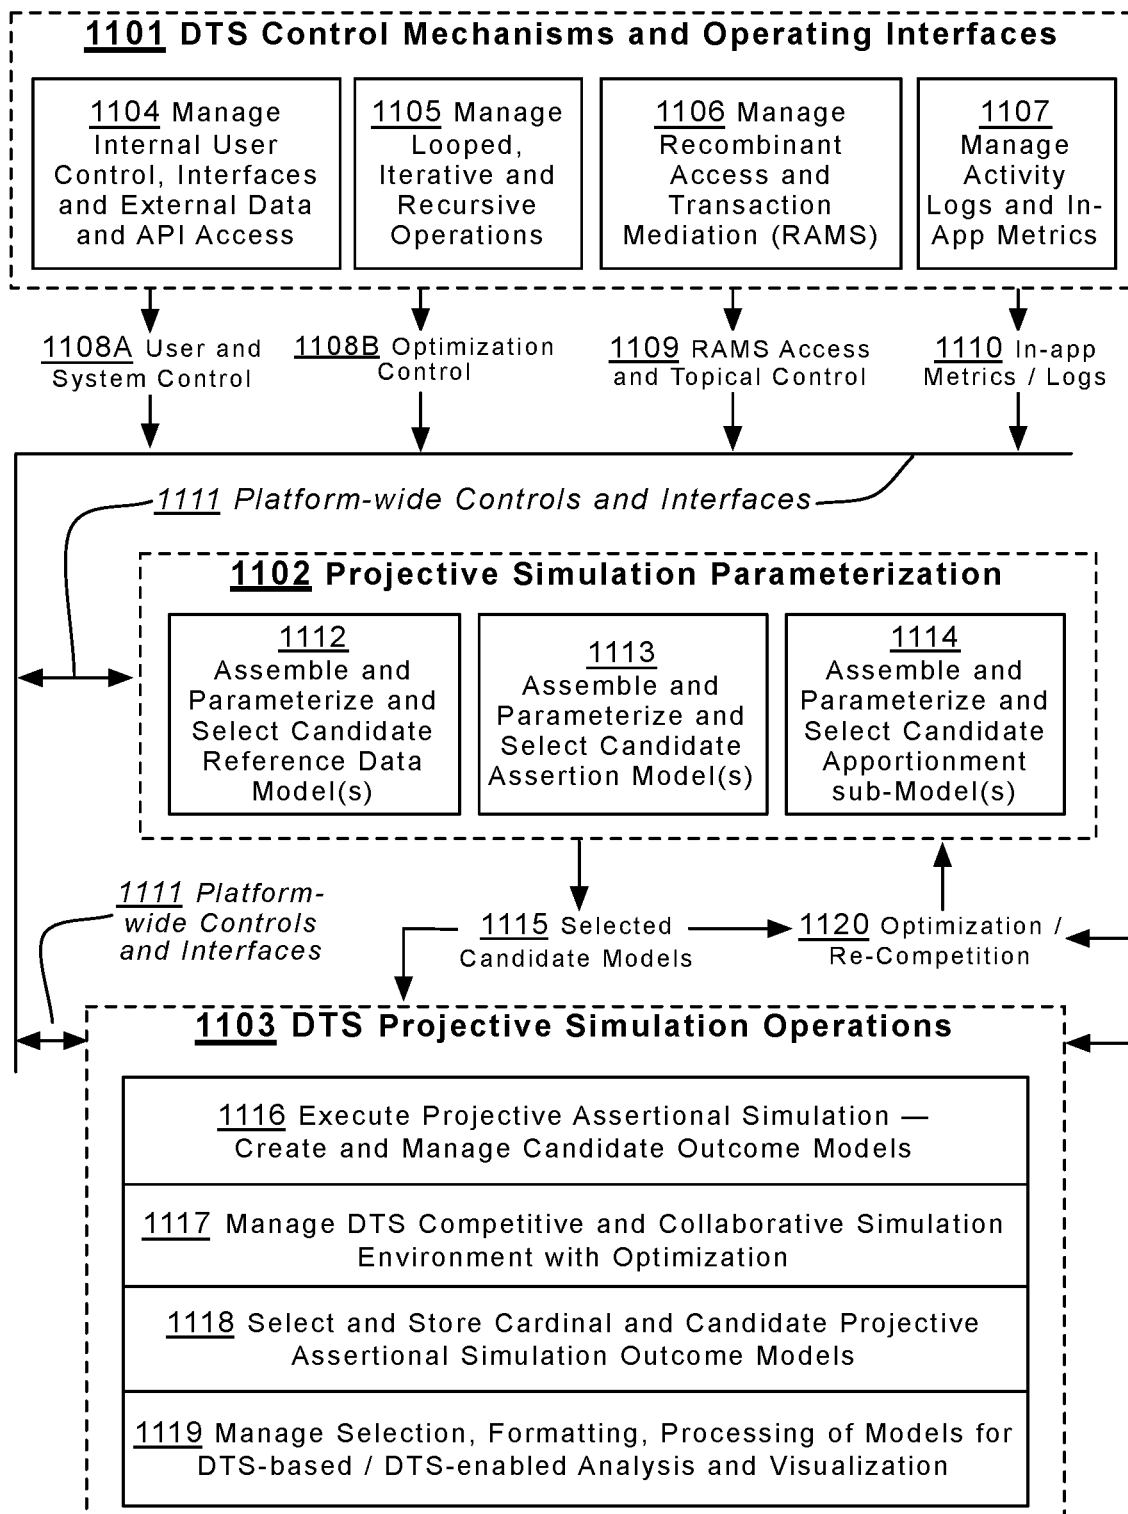 1101 DTS Control Mechanisms and Operating Interfaces
1104 Manage
Internal User
Control, Interfaces
and External Data
and API Access
1105 Manage
Looped,
Iterative and
Recursive
Operations
1106 Manage
Recombinant
Access and
Transaction
Mediation (RAMS)
1107
Manage
Activity
Logs and In-
App Metrics
1108A User and
System Control
1108B Optimization
Control
1109 RAMS Access
and Topical Control
1110 In-app
Metrics / Logs
1111 Platform-wide Controls and Interfaces
1102 Projective Simulation Parameterization
1112
Assemble and
Parameterize and
Select Candidate
Reference Data
Model(s)
1113
Assemble and
Parameterize and
Select Candidate
Assertion Model(s)
1114
Assemble and
Parameterize and
Select Candidate
Apportionment
sub-Model(s)
1111 Platform-
wide Controls
and Interfaces
1115 Selected
Candidate Models
1120 Optimization /
Re-Competition
1103 DTS Projective Simulation Operations
1116 Execute Projective Assertional Simulation —
Create and Manage Candidate Outcome Models
1117 Manage DTS Competitive and Collaborative Simulation
Environment with Optimization
1118 Select and Store Cardinal and Candidate Projective
Assertional Simulation Outcome Models
1119 Manage Selection, Formatting, Processing of Models for
DTS-based / DTS-enabled Analysis and Visualization